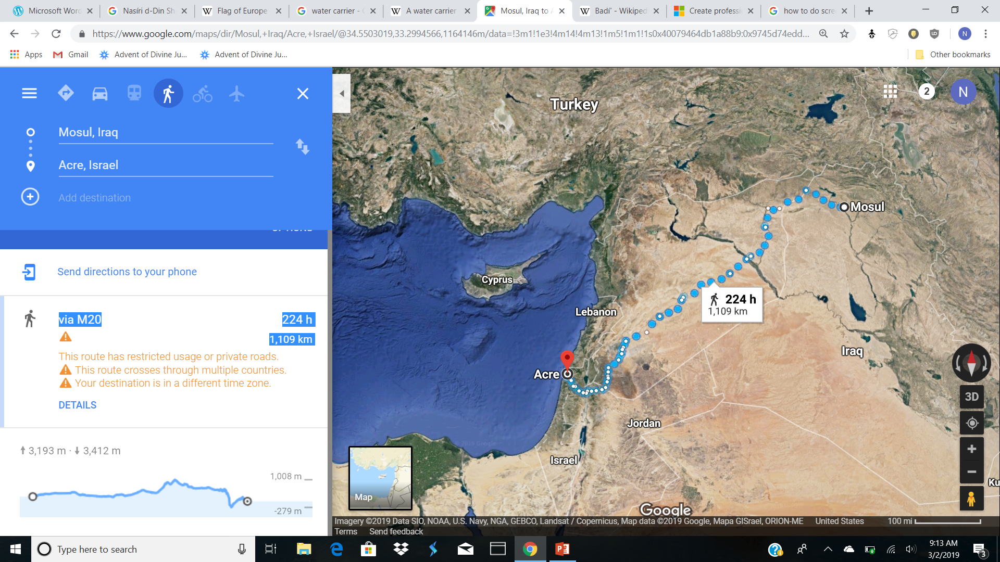 Microsoft Word
Nasíri d-Din Sh
Flag of Europe
water carrier - G
A water carrier
Mosul, Iraq to A
Badí' - Wikiped
Create professi
how to do scre
https://www.google.com/maps/dir/Mosul,+Iraq/Acre,+Israel/@34.5503019,33.2994566,1164146m/data=!3m1!1e3!4m14!4m13!1m5!1m1!1s0x40079464db1a88b9:0x9745d74edd...
N
Apps
Gmail
Advent of Divine Ju...
Advent of Divine Ju...
Other bookmarks
Mosul, Iraq
Acre, Israel
Add destination
Send directions to your phone
via M20
224 h
1,109 km
This route has restricted usage or private roads.
This route crosses through multiple countries.
Your destination is in a different time zone.
DETAILS
3,193 m · 3,412 m
1,008 m
-279 m
Turkey
2
N
Mosul
Cyprus
224 h
1,109 km
Lebanon
Iraq
Acre
3D
Jordan
Israel
Ku
Map
Google
Imagery ©2019 Data SIO, NOAA, U.S. Navy, NGA, GEBCO, Landsat / Copernicus, Map data ©2019 Google, Mapa GISrael, ORION-ME
United States
100 mi
Terms
Send feedback
Type here to search
9:13 AM
3/2/2019
3